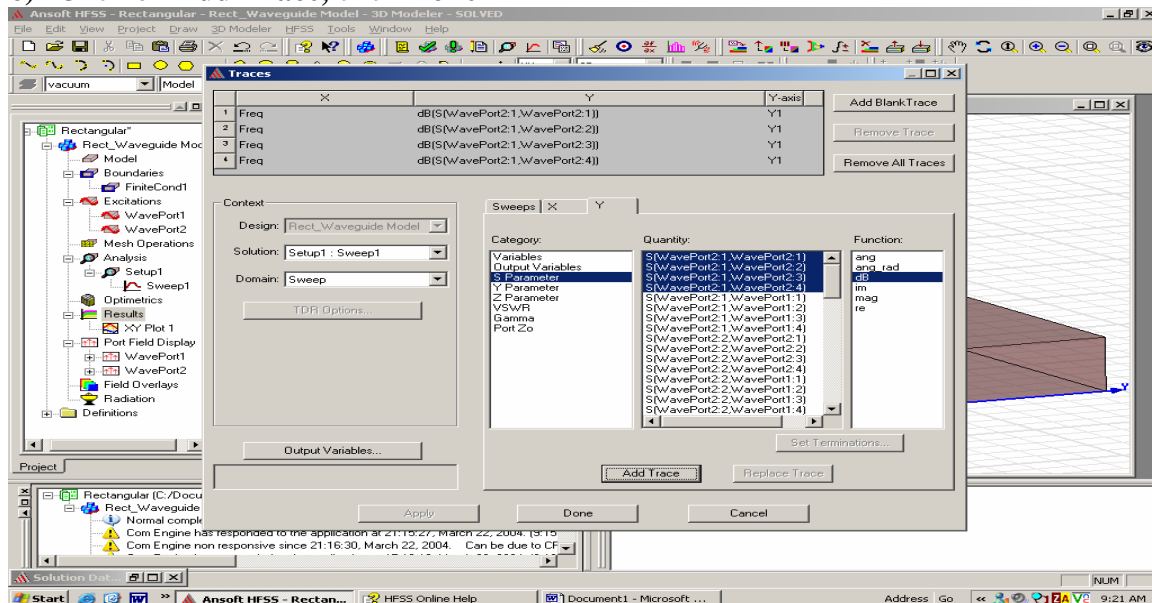 Ansoft HFSS - Rectangular - Rect_Waveguide Model - 3D Modeler - SOLVED
File Edit View Project Draw 3D Modeler HFSS Tools Window Help
vacuum Model
Traces
X Y Y-axis
1 Freq dB(S(WavePort2:1,WavePort2:1)) Y1
2 Freq dB(S(WavePort2:1,WavePort2:2)) Y1
3 Freq dB(S(WavePort2:1,WavePort2:3)) Y1
4 Freq dB(S(WavePort2:1,WavePort2:4)) Y1
Add BlankTrace
Remove Trace
Remove All Traces
Rectangular*
Rect_Waveguide Mod
Model
Boundaries
FiniteCond1
Excitations
WavePort1
WavePort2
Mesh Operations
Analysis
Setup1
Sweep1
Optimetrics
Results
XY Plot 1
Port Field Display
WavePort1
WavePort2
Field Overlays
Radiation
Definitions
Project
Context
Design: Rect_Waveguide Model
Solution: Setup1 : Sweep1
Domain: Sweep
TDR Options...
Output Variables...
Sweeps X Y
Category:
Variables
Output Variables
S Parameter
Y Parameter
Z Parameter
VSWR
Gamma
Port Zo
Quantity:
S(WavePort2:1,WavePort2:1)
S(WavePort2:1,WavePort2:2)
S(WavePort2:1,WavePort2:3)
S(WavePort2:1,WavePort2:4)
S(WavePort2:1,WavePort1:1)
S(WavePort2:1,WavePort1:2)
S(WavePort2:1,WavePort1:3)
S(WavePort2:1,WavePort1:4)
S(WavePort2:2,WavePort2:1)
S(WavePort2:2,WavePort2:2)
S(WavePort2:2,WavePort2:3)
S(WavePort2:2,WavePort2:4)
S(WavePort2:2,WavePort1:1)
S(WavePort2:2,WavePort1:2)
S(WavePort2:2,WavePort1:3)
S(WavePort2:2,WavePort1:4)
Function:
ang
ang_rad
dB
im
mag
re
Set Terminations...
Add Trace
Replace Trace
Apply
Done
Cancel
Y
Rectangular (C:/Docu
Rect_Waveguide
Normal comple
Com Engine has responded to the application at 21:15:27, March 22, 2004. (9:15
Com Engine non responsive since 21:16:30, March 22, 2004. Can be due to CF
Solution Dat...
NUM
Start
Ansoft HFSS - Rectan...
HFSS Online Help
Document1 - Microsoft ...
Address Go
9:21 AM